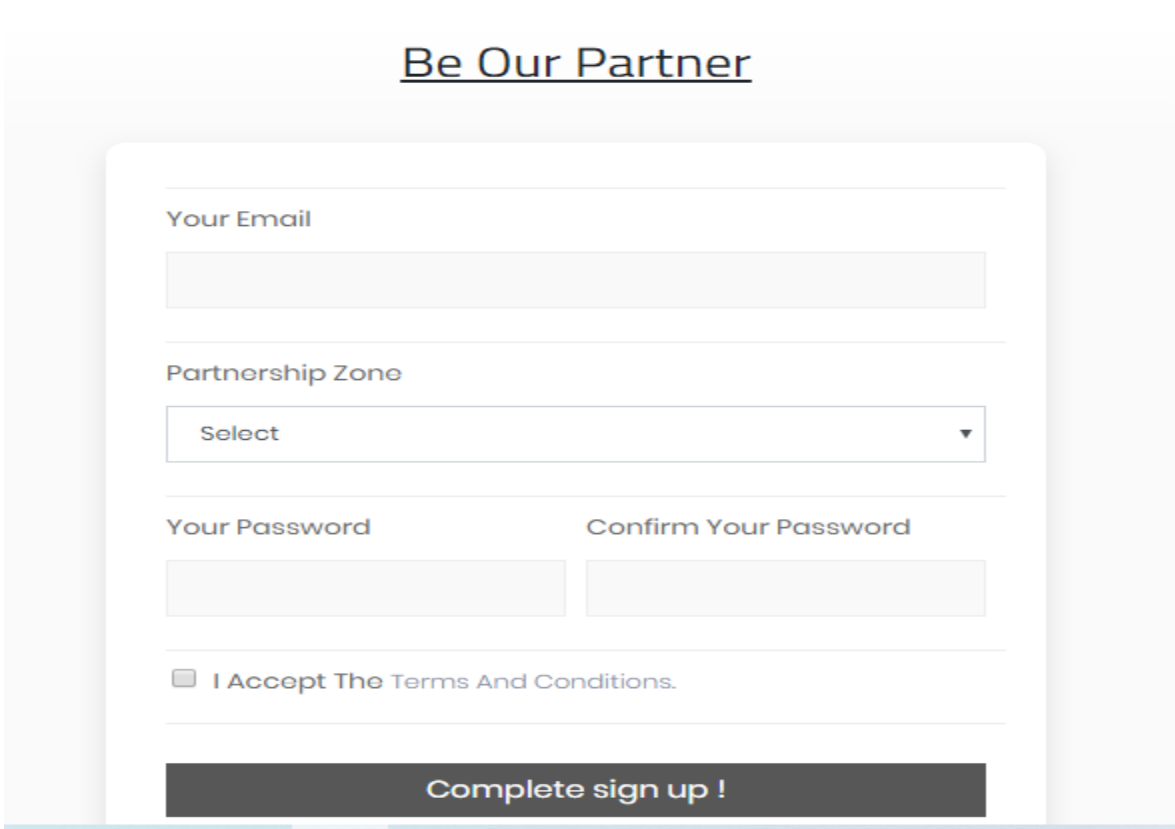 Be Our Partner
Your Email
Partnership Zone
Select
Your Password
Confirm Your Password
I Accept The Terms And Conditions.
Complete sign up !